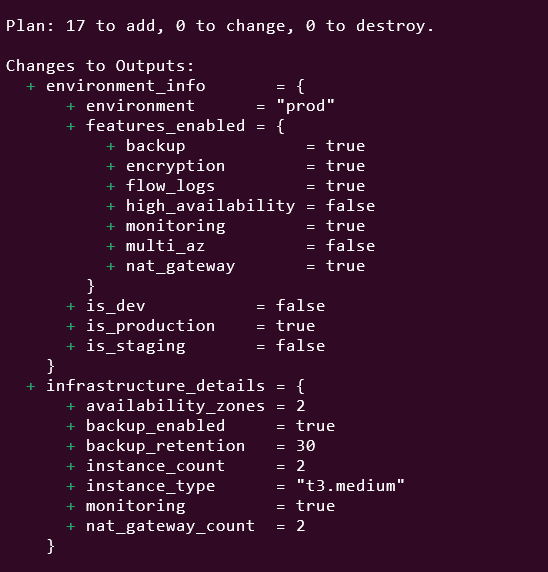 Plan: 17 to add, 0 to change, 0 to destroy.
Changes to Outputs:
  + environment_info       = {
      + environment      = "prod"
      + features_enabled = {
          + backup            = true
          + encryption        = true
          + flow_logs         = true
          + high_availability = false
          + monitoring        = true
          + multi_az          = false
          + nat_gateway       = true
        }
      + is_dev           = false
      + is_production    = true
      + is_staging       = false
    }
  + infrastructure_details = {
      + availability_zones = 2
      + backup_enabled     = true
      + backup_retention   = 30
      + instance_count     = 2
      + instance_type      = "t3.medium"
      + monitoring         = true
      + nat_gateway_count  = 2
    }